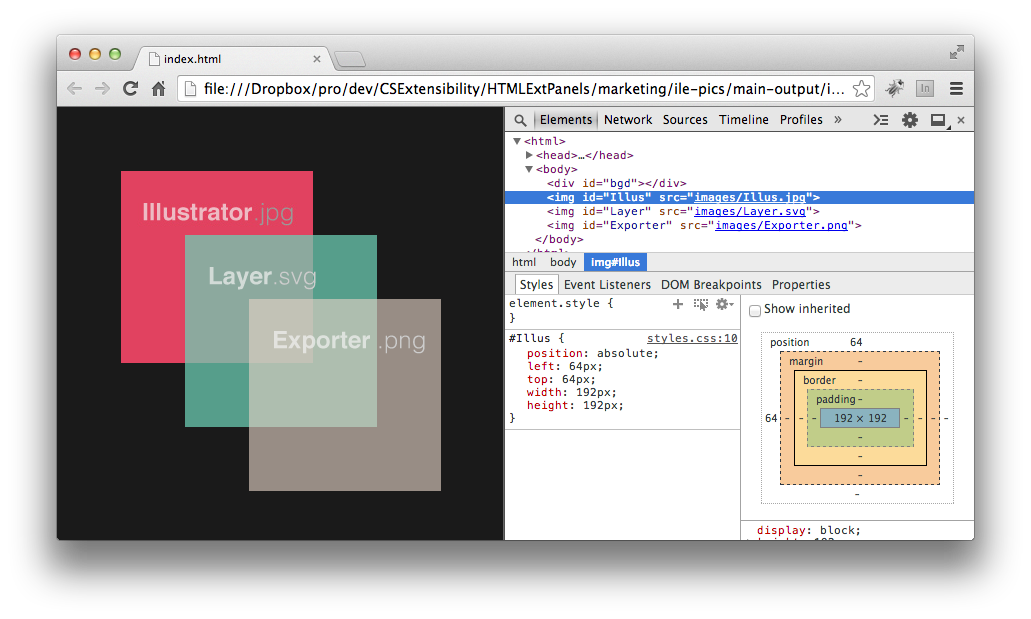 index.html
file:///Dropbox/pro/dev/CSExtensibility/HTMLExtPanels/marketing/ile-pics/main-output/i...
In
Illustrator.jpg
Layer.svg
Exporter.png
Elements Network Sources Timeline Profiles »
<html>
<head>…</head>
<body>
<div id="bgd"></div>
<img id="Illus" src="images/Illus.jpg">
<img id="Layer" src="images/Layer.svg">
<img id="Exporter" src="images/Exporter.png">
</body>
html body img#Illus
Styles Event Listeners DOM Breakpoints Properties
element.style {
}
#Illus { styles.css:10
position: absolute;
left: 64px;
top: 64px;
width: 192px;
height: 192px;
}
Show inherited
position 64
margin -
border -
padding -
64 - - - 192 × 192 - - - -
-
-
-
-
display: block;